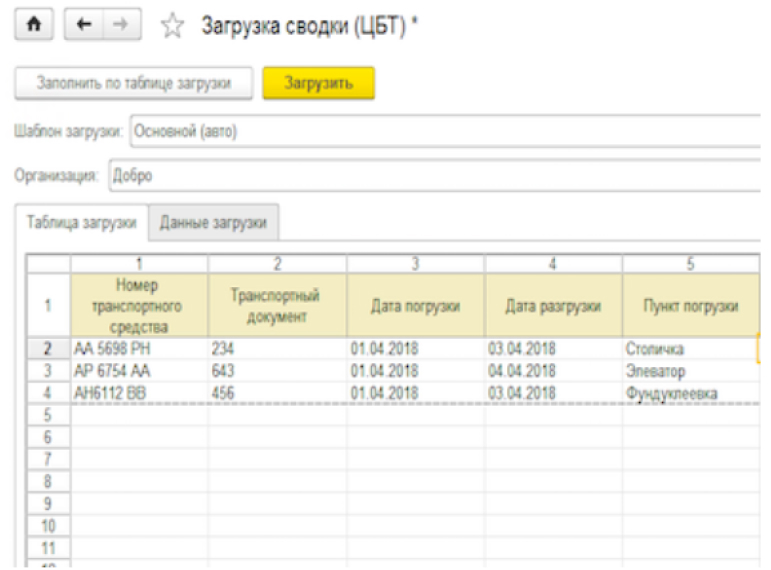 Загрузка сводки (ЦБТ) *
Заполнить по таблице загрузки Загрузить
Шаблон загрузки: Основной (авто)
Организация: Добро
Таблица загрузки Данные загрузки
1 2 3 4 5
1 Номер транспортного средства Транспортный документ Дата погрузки Дата разгрузки Пункт погрузки
2 АА 5698 РН 234 01.04.2018 03.04.2018 Столичка
3 АР 6754 АА 643 01.04.2018 04.04.2018 Элеватор
4 АН6112 ВВ 456 01.04.2018 03.04.2018 Фундуклеевка
5
6
7
8
9
10
11